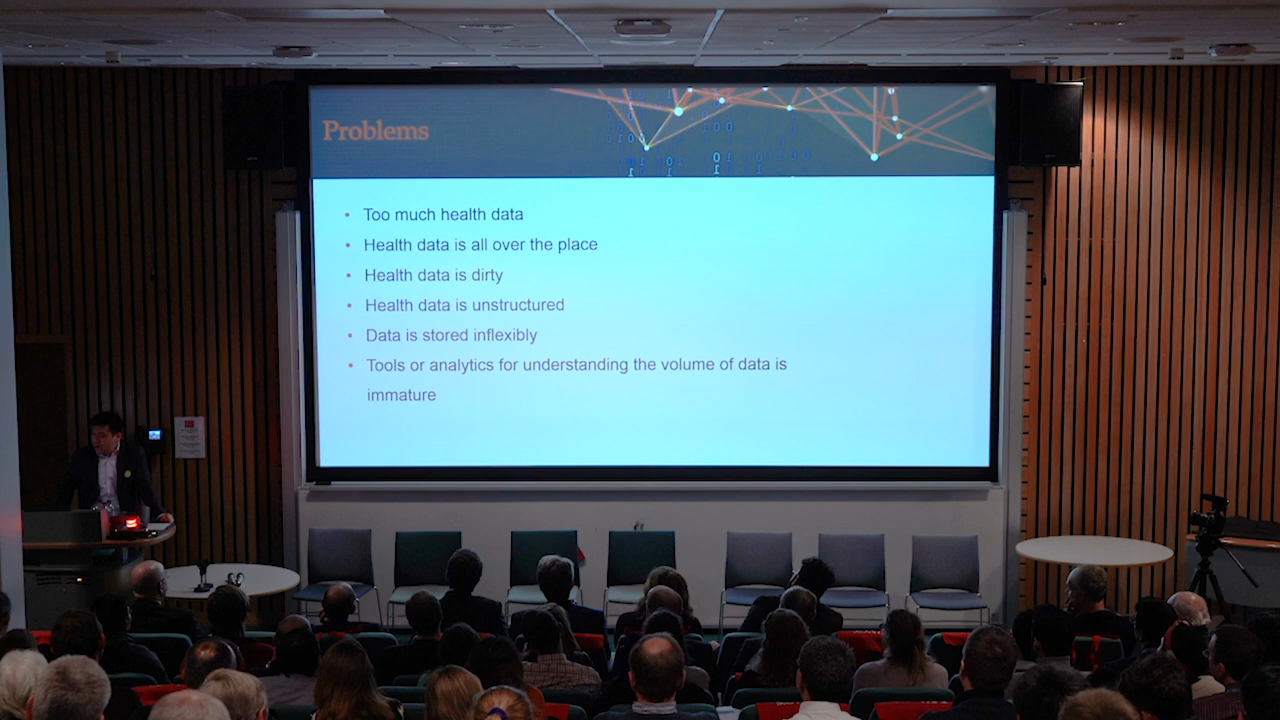 Problems
• Too much health data
• Health data is all over the place
• Health data is dirty
• Health data is unstructured
• Data is stored inflexibly
• Tools or analytics for understanding the volume of data is
immature